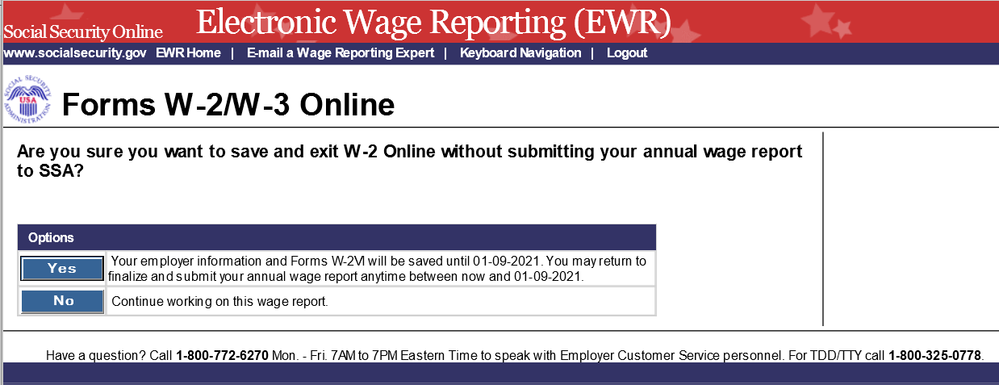 Social Security Online
Electronic Wage Reporting (EWR)
www.socialsecurity.gov EWR Home | E-mail a Wage Reporting Expert | Keyboard Navigation | Logout
SOCIAL SECURITY ADMINISTRATION
USA
Forms W-2/W-3 Online
Are you sure you want to save and exit W-2 Online without submitting your annual wage report
to SSA?
Options
Yes
Your employer information and Forms W-2VI will be saved until 01-09-2021. You may return to
finalize and submit your annual wage report anytime between now and 01-09-2021.
No
Continue working on this wage report.
Have a question? Call 1-800-772-6270 Mon. - Fri. 7AM to 7PM Eastern Time to speak with Employer Customer Service personnel. For TDD/TTY call 1-800-325-0778.